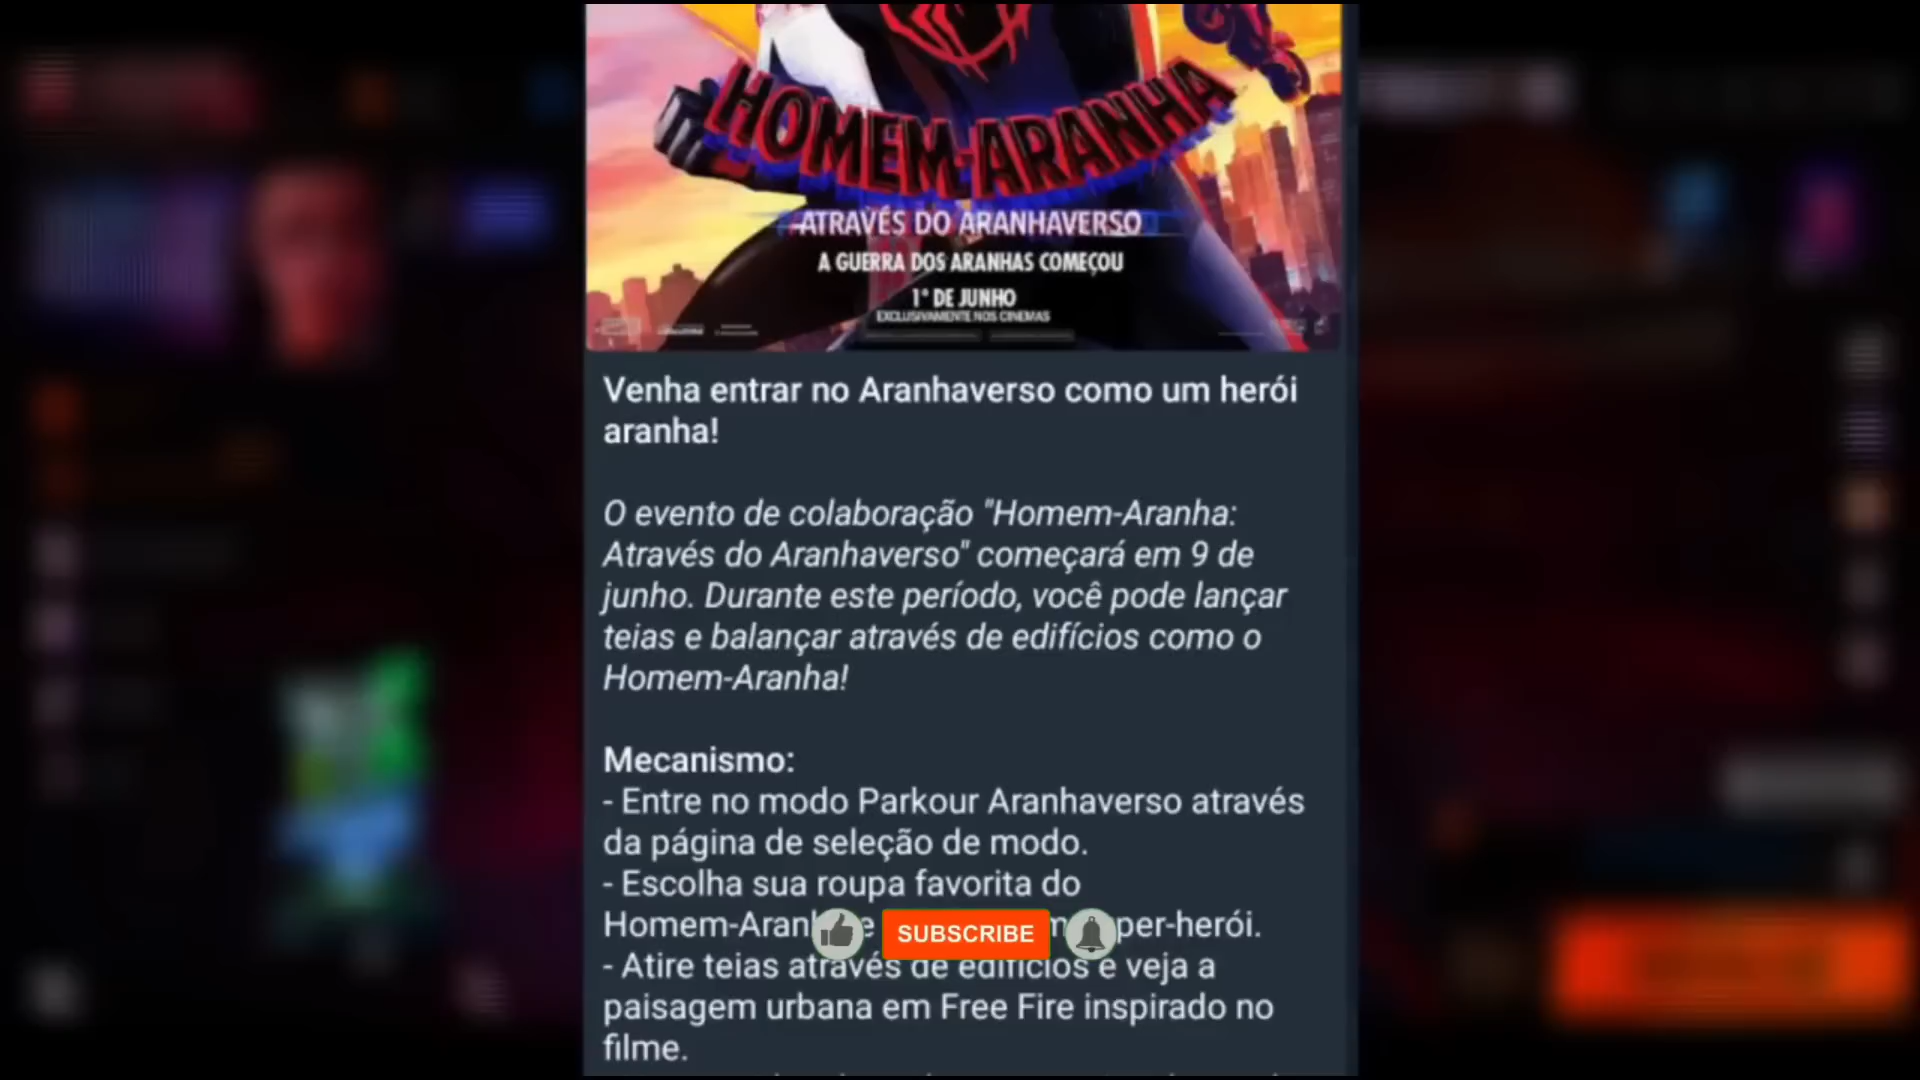 HOMEM-ARANHA
ATRAVÉS DO ARANHAVERSO
A GUERRA DOS ARANHAS COMEÇOU
1º DE JUNHO
EXCLUSIVAMENTE NOS CINEMAS
Venha entrar no Aranhaverso como um herói
aranha!
O evento de colaboração "Homem-Aranha:
Através do Aranhaverso" começará em 9 de
junho. Durante este período, você pode lançar
teias e balançar através de edifícios como o
Homem-Aranha!
Mecanismo:
- Entre no modo Parkour Aranhaverso através
da página de seleção de modo.
- Escolha sua roupa favorita do
Homem-Aranh e m per-herói.
SUBSCRIBE
- Atire teias através de edifícios e veja a
paisagem urbana em Free Fire inspirado no
filme.